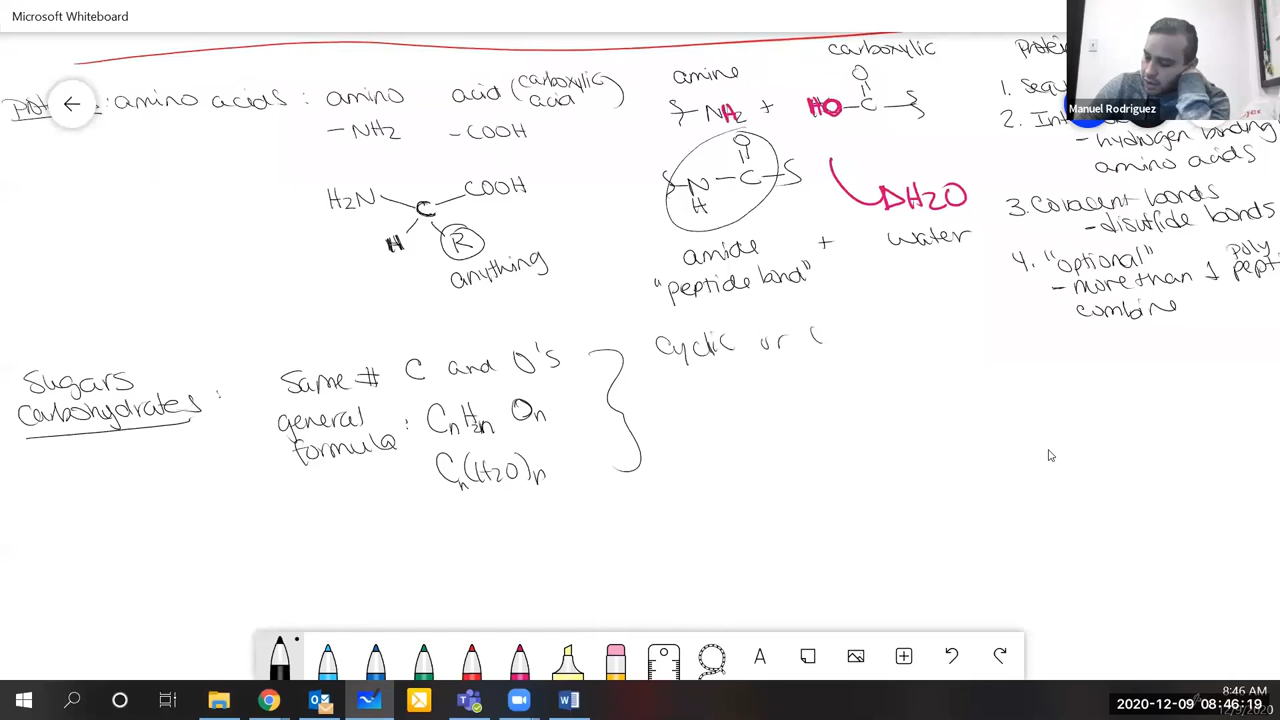 Microsoft Whiteboard
: amino acids : amino acid (carboxylic acid)
-NH2 -COOH
H2N C COOH
H R
anything
amine
NH2 +
carboxylic
O
HO-C
O
N-C
H
ΔH2O
amide + water
"peptide bond"
1.
2.
- hydrogen bonding
amino acids
3. Covalent bonds
- disulfide bonds
4. "optional"
- more than 1 poly
combine
Manuel Rodriguez
Sugars
carbohydrates :
Same # C and O's
general
formula : CnH2nOn
Cn(H2O)n
cyclic or
A
8:46 AM
2020-12-09 08:46:19